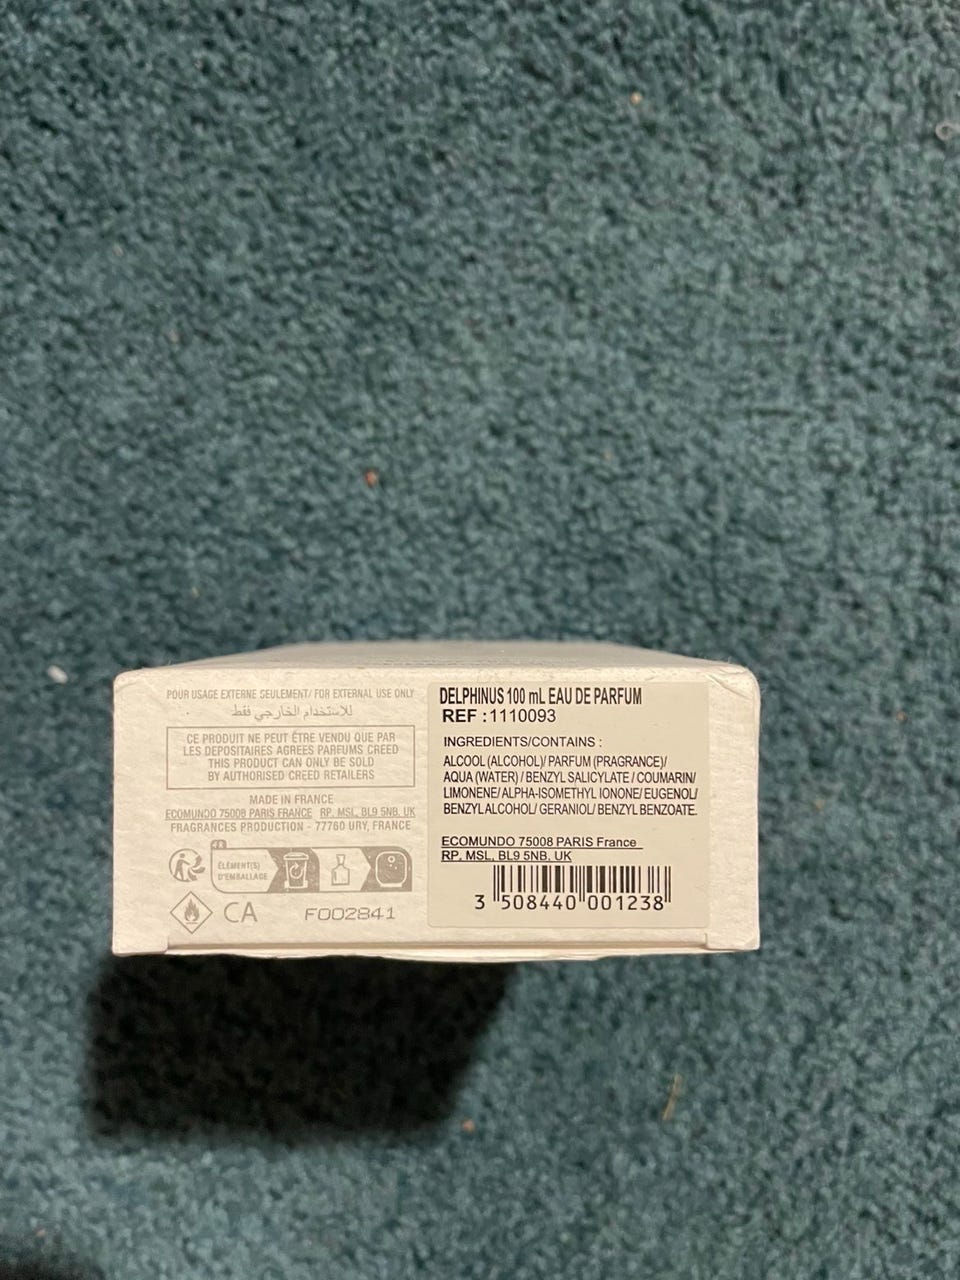 POUR USAGE EXTERNE SEULEMENT/ FOR EXTERNAL USE ONLY
للاستخدام الخارجي فقط
CE PRODUIT NE PEUT ÊTRE VENDU QUE PAR
LES DEPOSITAIRES AGREES PARFUMS CREED
THIS PRODUCT CAN ONLY BE SOLD
BY AUTHORISED CREED RETAILERS
MADE IN FRANCE
ECOMUNDO 75008 PARIS FRANCE RP, MSL, BL9 5NB, UK
FRAGRANCES PRODUCTION - 77760 URY, FRANCE
FR
ÉLÉMENT(S)
D'EMBALLAGE
CA F002841
DELPHINUS 100 mL EAU DE PARFUM
REF :1110093
INGREDIENTS/CONTAINS :
ALCOOL (ALCOHOL)/ PARFUM (PRAGRANCE)/
AQUA (WATER) / BENZYL SALICYLATE / COUMARIN/
LIMONENE/ ALPHA-ISOMETHYL IONONE/ EUGENOL/
BENZYL ALCOHOL/ GERANIOL/ BENZYL BENZOATE.
ECOMUNDO 75008 PARIS France
RP, MSL, BL9 5NB, UK
3 508440 001238